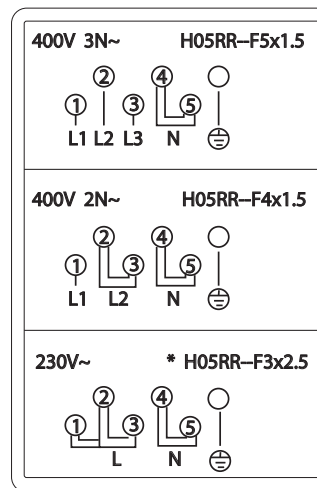 400V 3N~ H05RR–F5x1.5
2 4
1 3 5
L1 L2 L3 N
400V 2N~ H05RR–F4x1.5
2 4
1 3 5
L1 L2 N
230V~ * H05RR–F3x2.5
2 4
1 3 5
L N